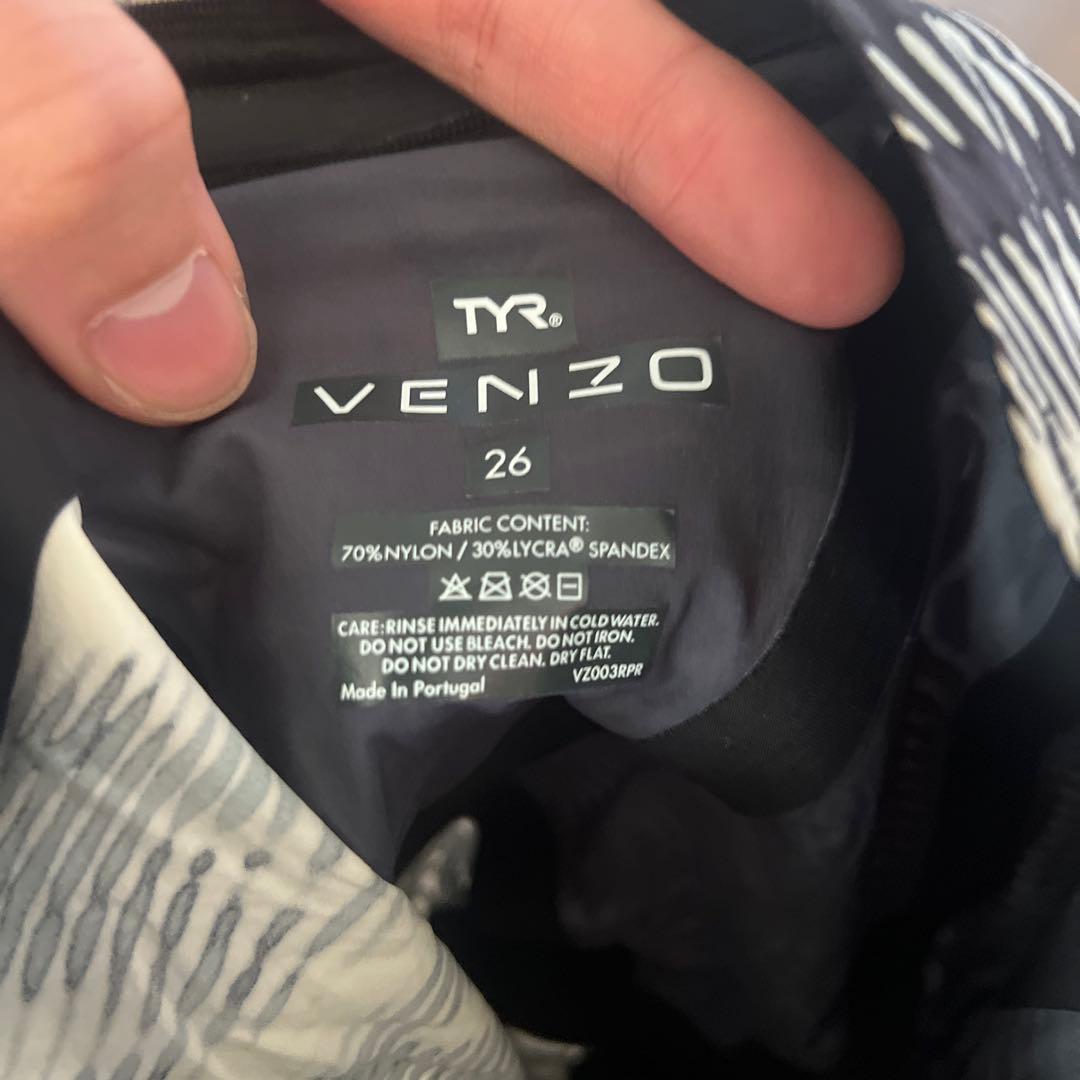 TYR®
VENZO
26
FABRIC CONTENT:
70%NYLON / 30%LYCRA® SPANDEX
CARE:RINSE IMMEDIATELY IN COLD WATER.
DO NOT USE BLEACH. DO NOT IRON.
DO NOT DRY CLEAN. DRY FLAT.
VZ003RPR
Made In Portugal